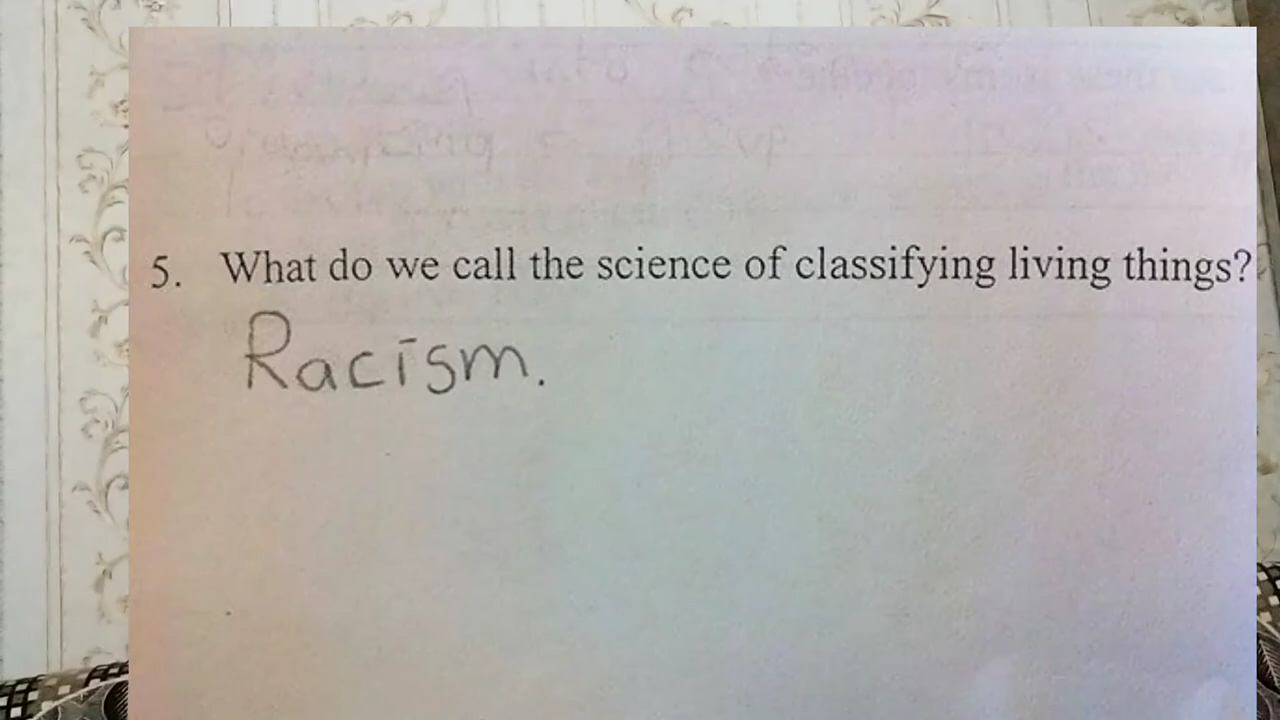 5. What do we call the science of classifying living things?
Racism.